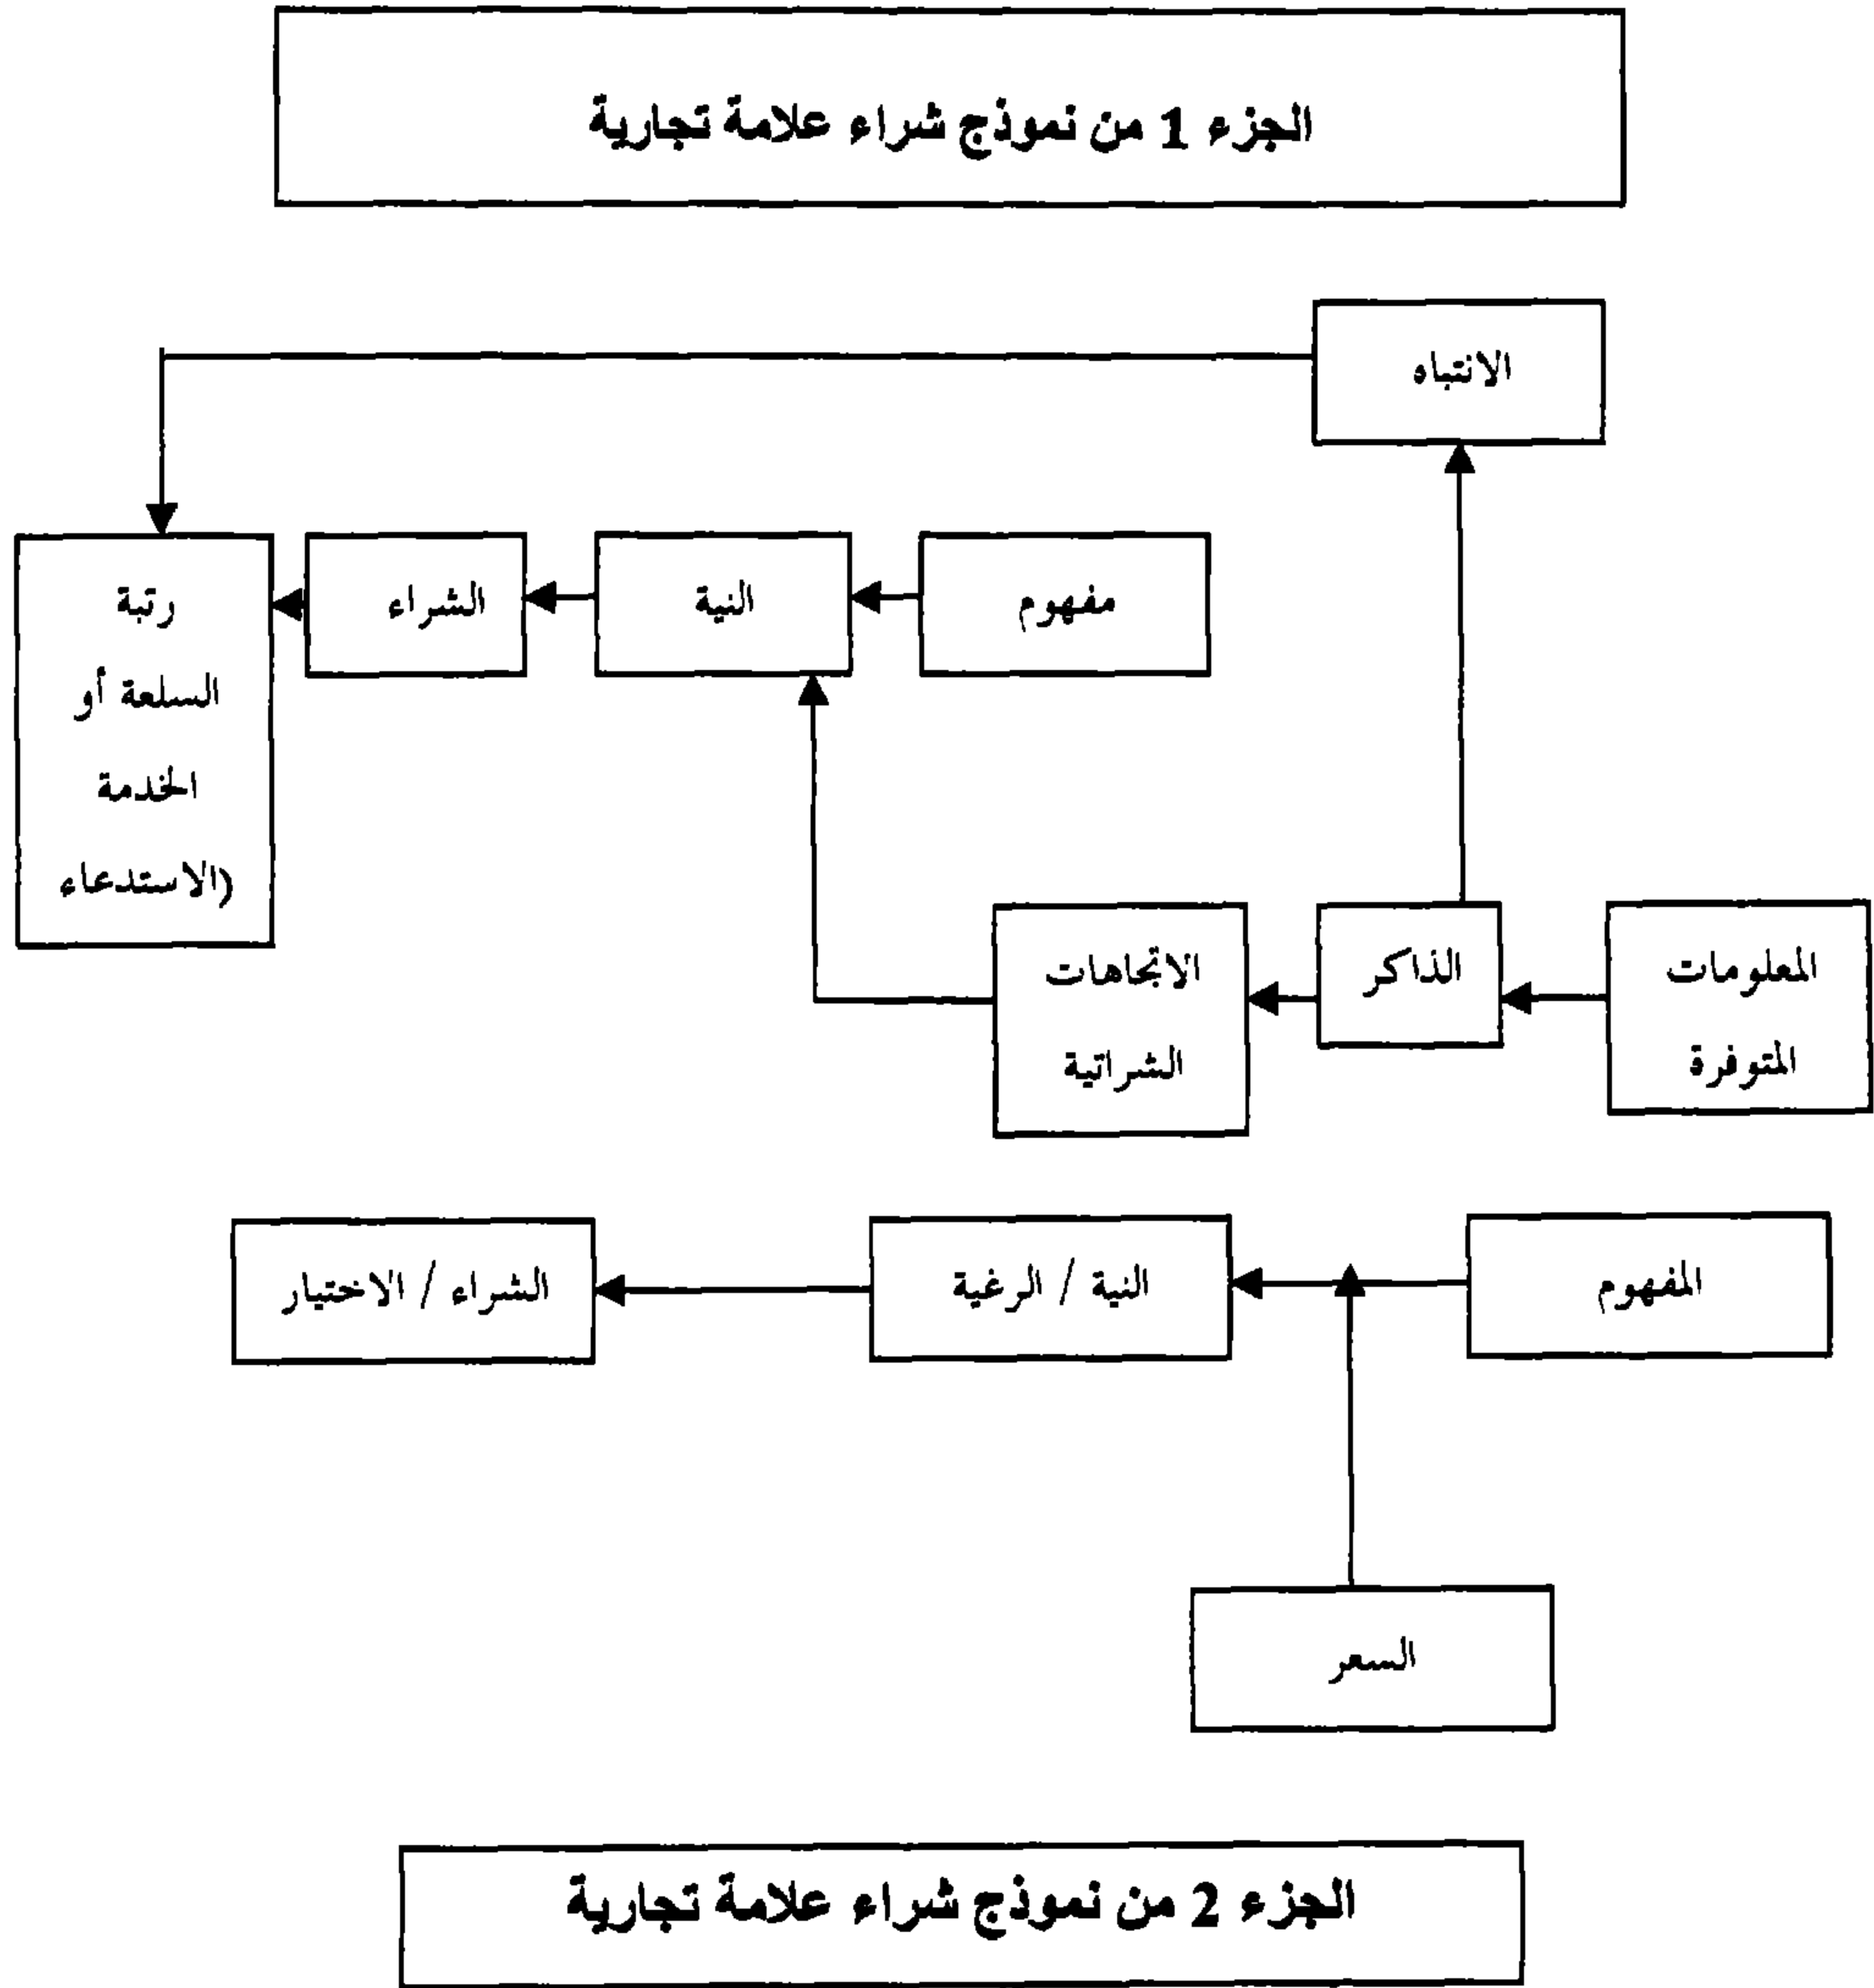 الجزء 1 من نموذج شراء علامة تجارية
الانتباه
مفهوم
النية
الشراء
رتبة
السلعة أو
الخدمة
(الاستدعاء
المعلومات
المتوفرة
الذاكر
الاتجاهات
الشرائية
المفهوم
النية / الرغبة
الشراء / الاختيار
السعر
الجزء 2 من نموذج شراء علامة تجارية